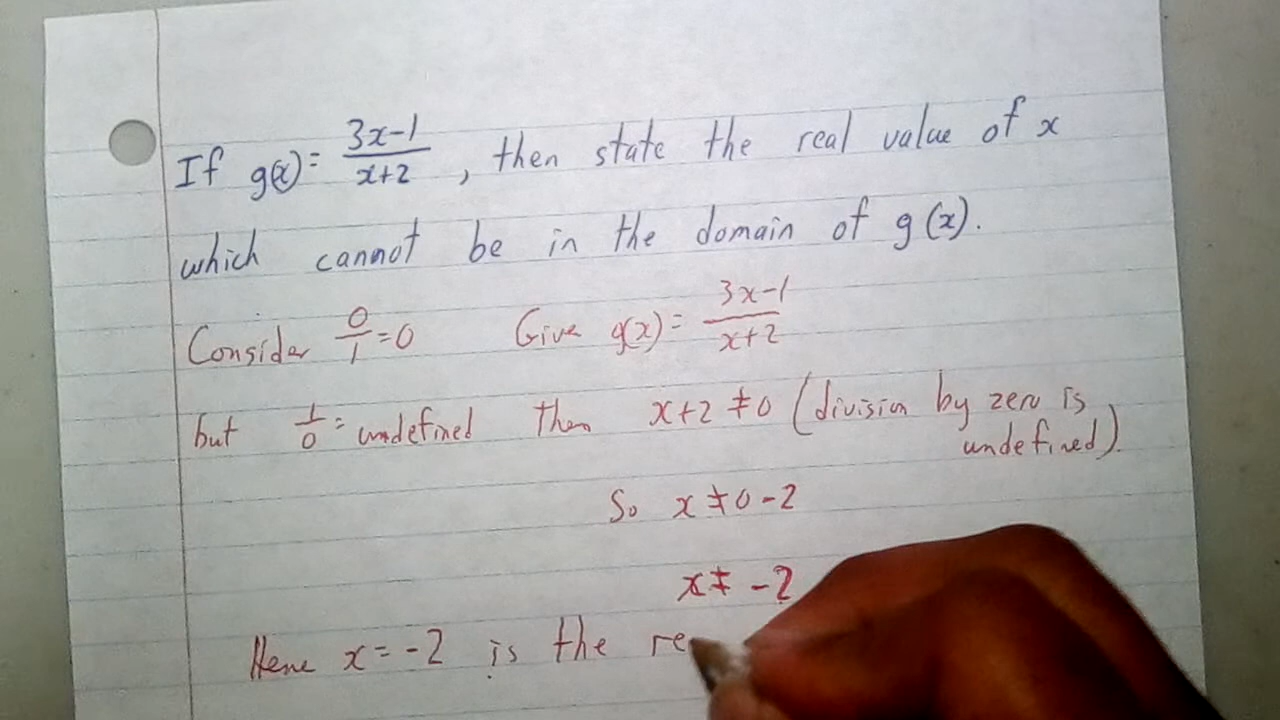 If g(x) = 3x-1/x+2, then state the real value of x
which cannot be in the domain of g(x).
Consider 0/1 = 0 Give g(x) = 3x-1/x+2
but 1/0 = undefined then x+2 ≠ 0 (division by zero is
undefined).
So x ≠ 0 - 2
x ≠ -2
Hence x = -2 is the re